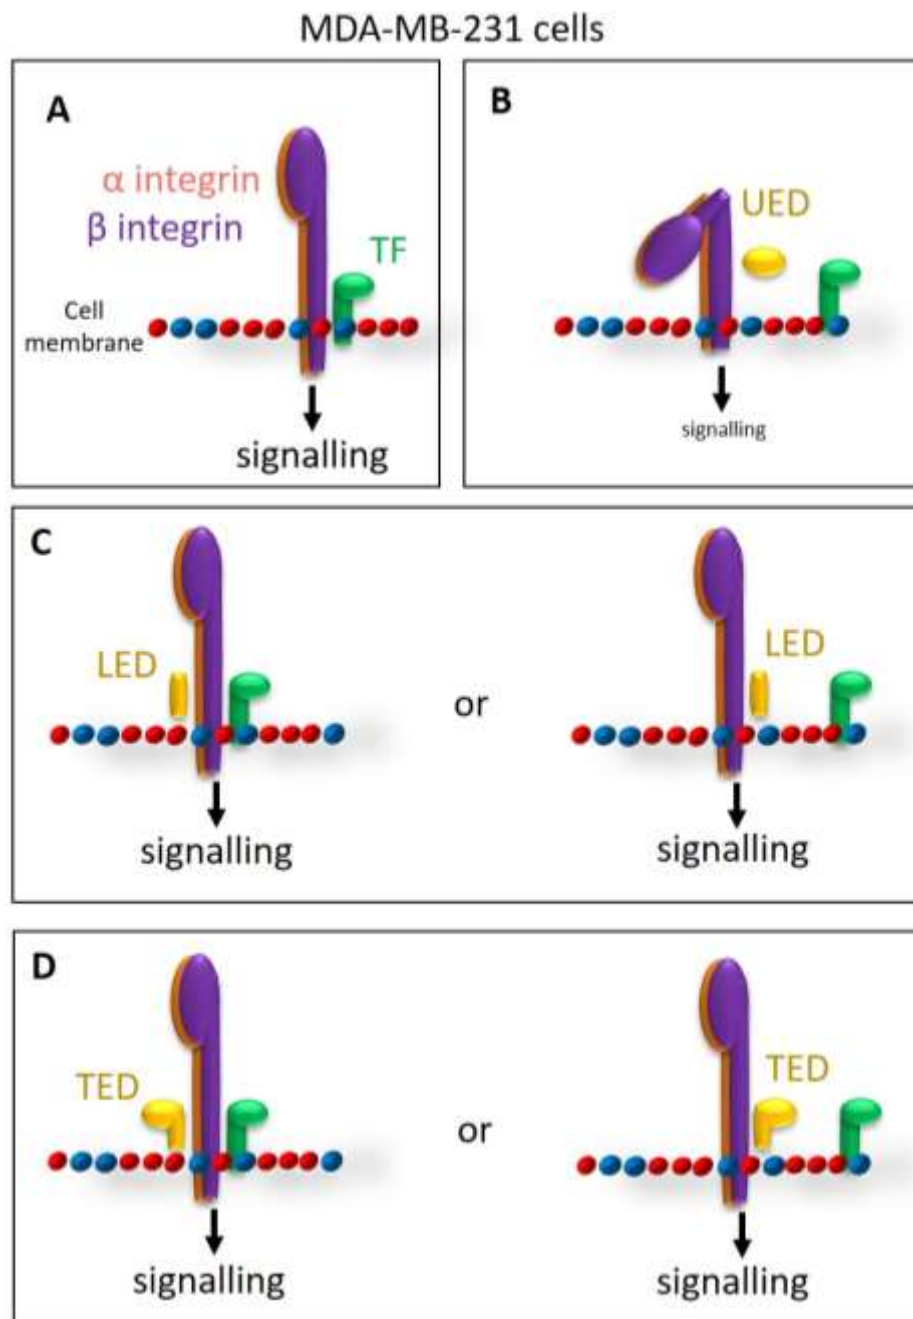 MDA-MB-231 cells
A
α integrin
β integrin
TF
Cell
membrane
signalling
B
UED
signalling
C
LED
signalling
or
LED
signalling
D
TED
signalling
or
TED
signalling